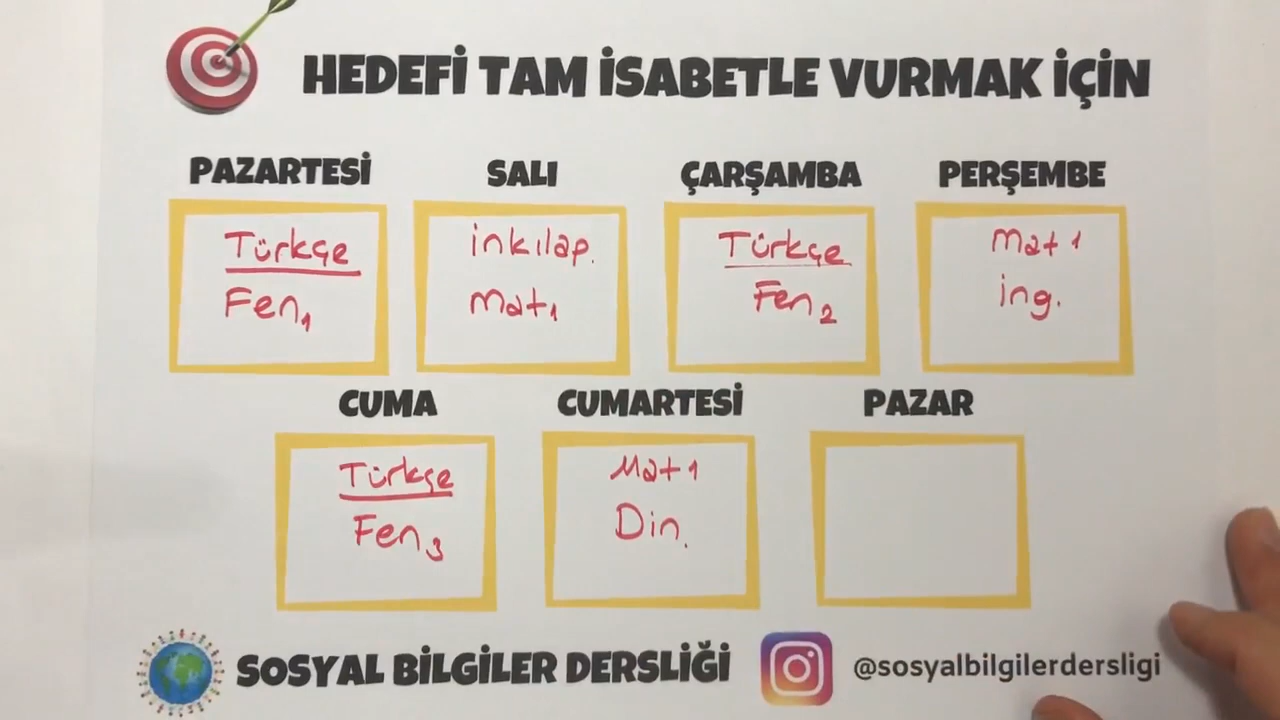 HEDEFİ TAM İSABETLE VURMAK İÇİN
PAZARTESİ
Türkçe
Fen1
SALI
inkılap.
Mat1
ÇARŞAMBA
Türkçe
Fen2
PERŞEMBE
Mat 1
ing.
CUMA
Türkçe
Fen3
CUMARTESİ
Mat 1
Din.
PAZAR
SOSYAL BİLGİLER DERSLİĞİ
@sosyalbilgilerdersligi